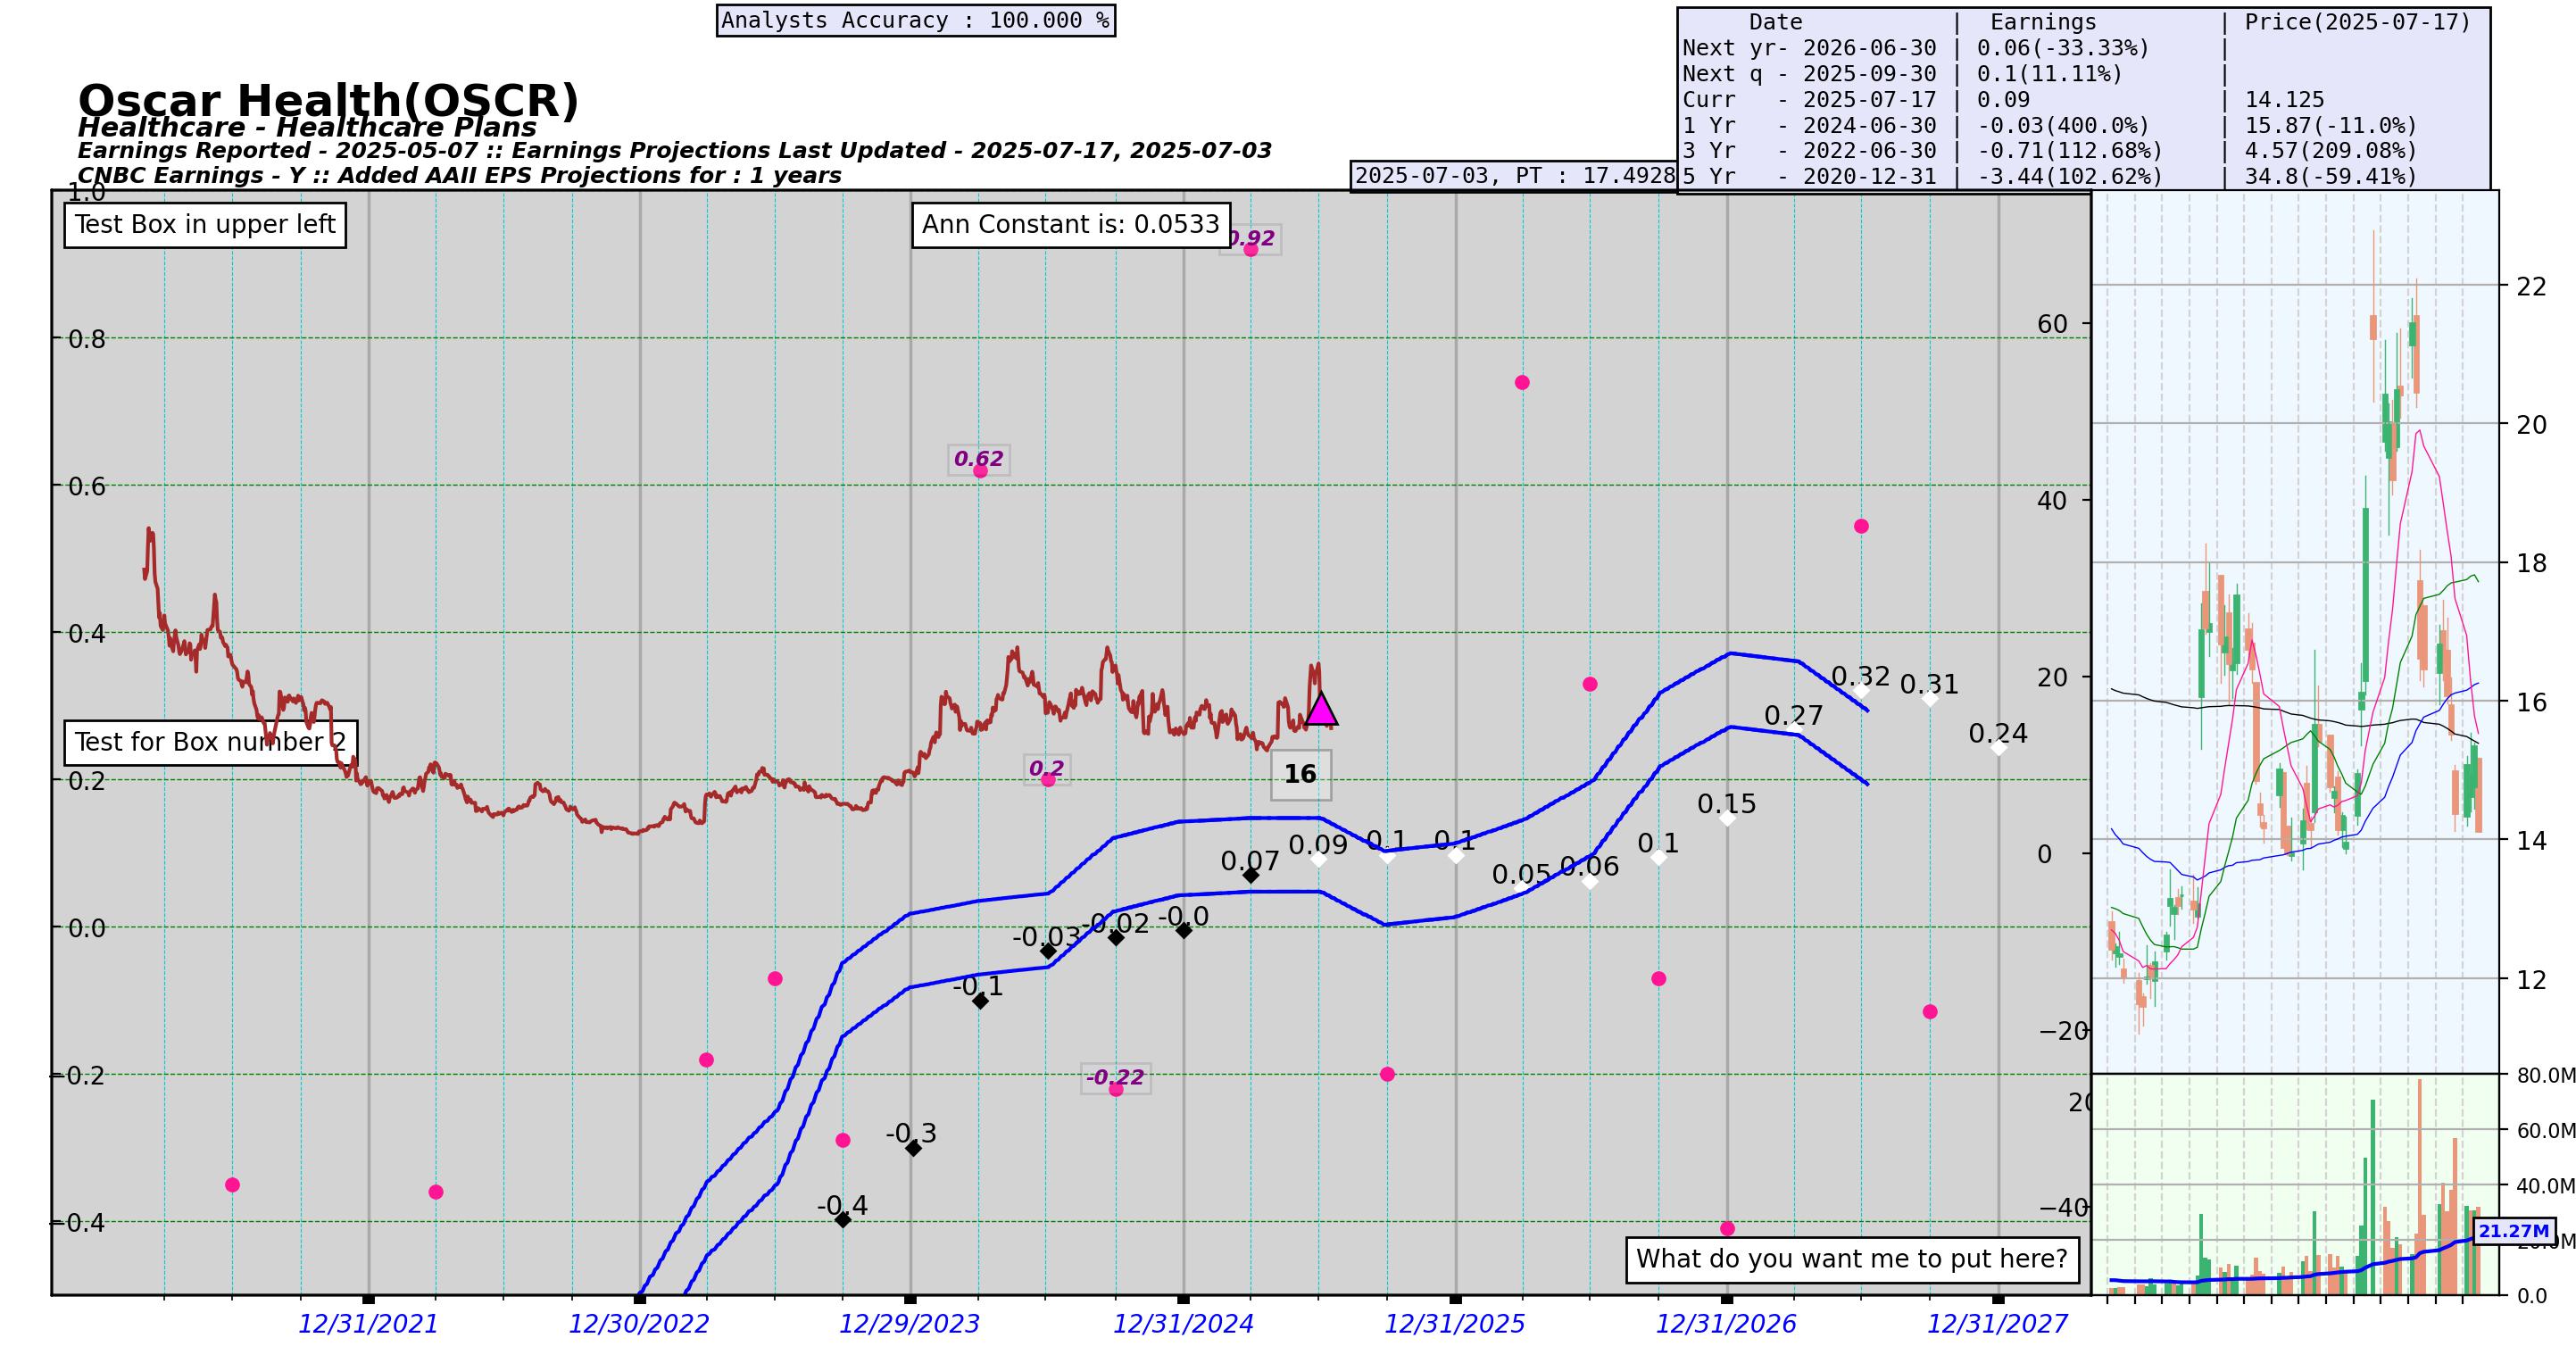 Analysts Accuracy : 100.000 %
Date | Earnings | Price(2025-07-17)
Next yr- 2026-06-30 | 0.06(-33.33%) |
Next q - 2025-09-30 | 0.1(11.11%) |
Curr - 2025-07-17 | 0.09 | 14.125
1 Yr - 2024-06-30 | -0.03(400.0%) | 15.87(-11.0%)
3 Yr - 2022-06-30 | -0.71(112.68%) | 4.57(209.08%)
5 Yr - 2020-12-31 | -3.44(102.62%) | 34.8(-59.41%)
Oscar Health(OSCR)
Healthcare - Healthcare Plans
Earnings Reported - 2025-05-07 :: Earnings Projections Last Updated - 2025-07-17, 2025-07-03
CNBC Earnings - Y :: Added AAII EPS Projections for : 1 years
2025-07-03, PT : 17.4928
1.0
Test Box in upper left
Ann Constant is: 0.0533
0.92
22
0.8
60
20
0.62
0.6
40
18
0.4
0.32
0.31
20
16
0.27
0.24
Test for Box number 2
0.2
0.2
16
0.15
0.07
0.09
0.1
0.1
0.05
0.06
0.1
0
14
0.0
-0.03
-0.02
-0.0
-0.1
12
−20
−0.2
-0.22
80.0M
20
-0.3
60.0M
-0.4
−0.4
−40
40.0M
21.27M
What do you want me to put here?
0.0
12/31/2021
12/30/2022
12/29/2023
12/31/2024
12/31/2025
12/31/2026
12/31/2027